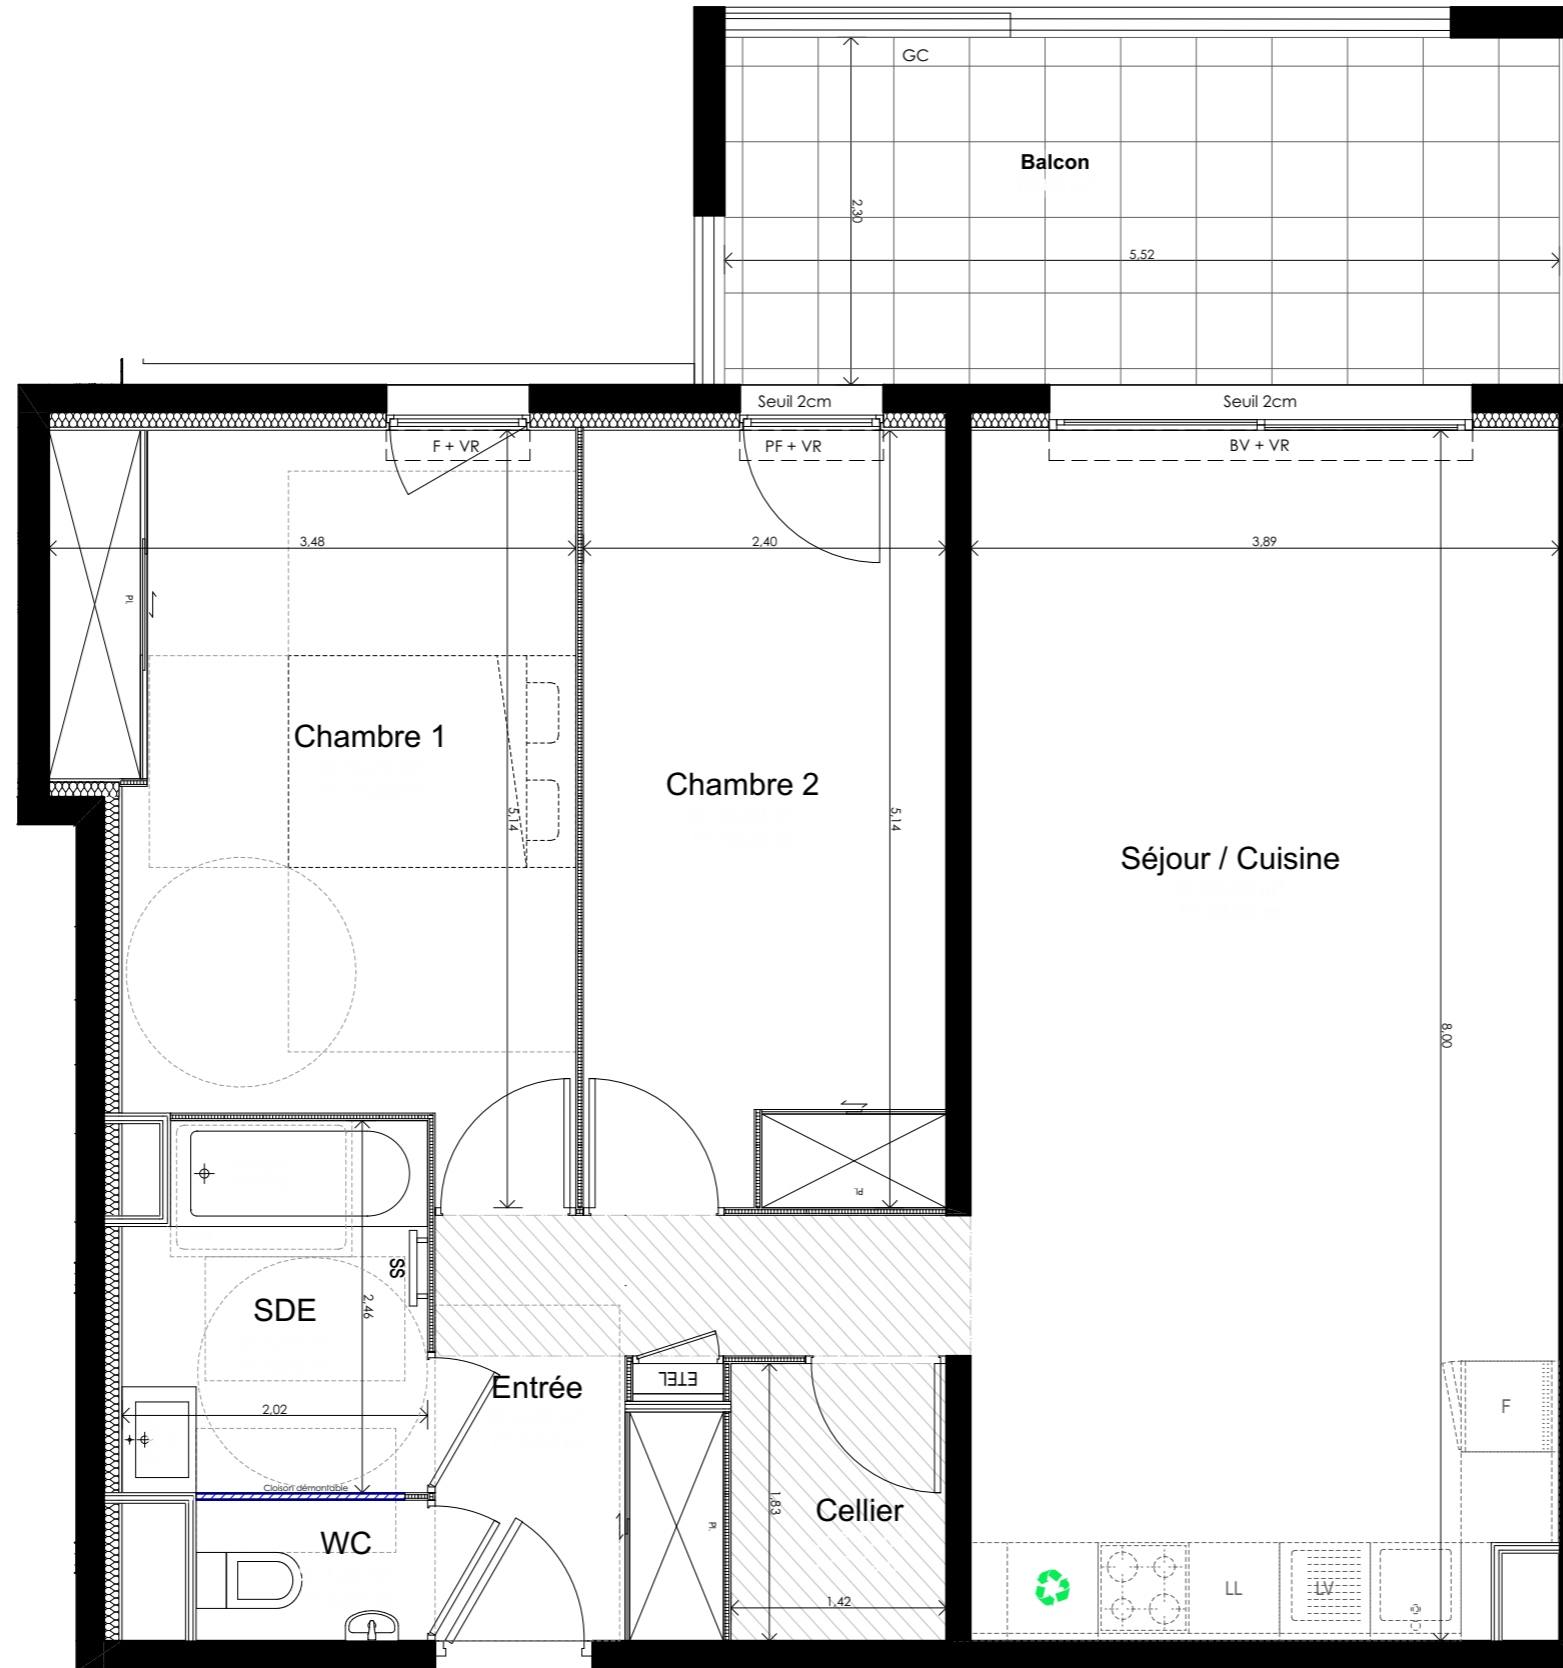 GC
Balcon
2,30
5,52
Seuil 2cm
Seuil 2cm
F + VR
PF + VR
BV + VR
3,48
2,40
3,89
PL
Chambre 1
Chambre 2
5,14
5,14
Séjour / Cuisine
8,00
PL
SS
SDE
2,46
ETEL
Entrée
2,02
F
Cloison démontable
1,83
Cellier
PL
WC
LL
LV
1,42